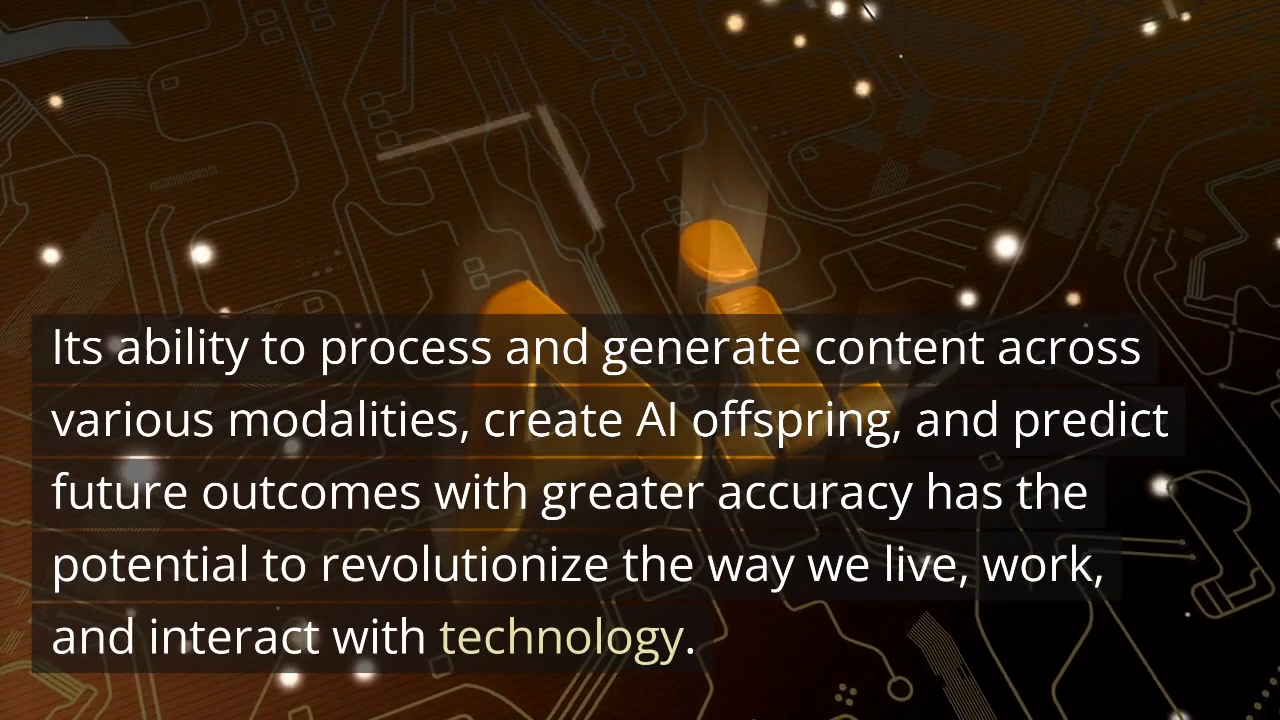 Ai
Its ability to process and generate content across
various modalities, create AI offspring, and predict
future outcomes with greater accuracy has the
potential to revolutionize the way we live, work,
and interact with technology.